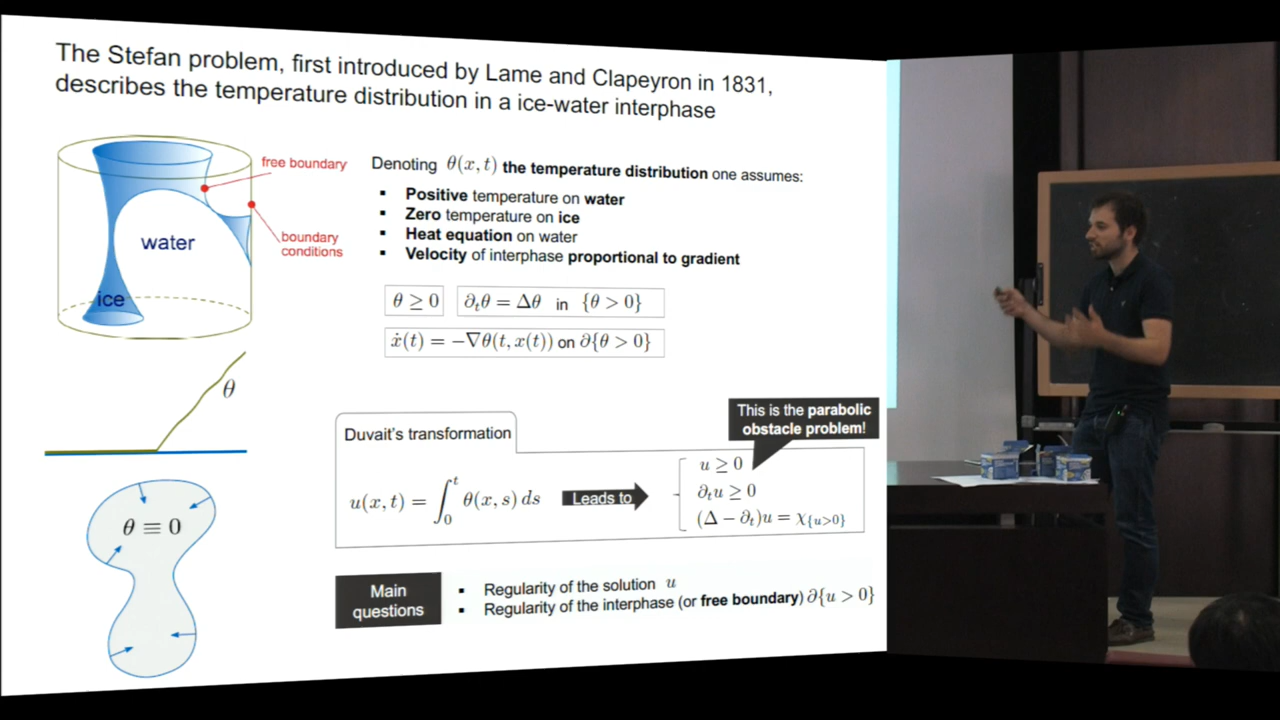 The Stefan problem, first introduced by Lame and Clapeyron in 1831,
describes the temperature distribution in a ice-water interphase
free boundary
water
boundary
conditions
ice
Denoting θ(x, t) the temperature distribution one assumes:
▪ Positive temperature on water
▪ Zero temperature on ice
▪ Heat equation on water
▪ Velocity of interphase proportional to gradient
θ ≥ 0
∂ₜθ = Δθ in {θ > 0}
ẋ(t) = −∇θ(t, x(t)) on ∂{θ > 0}
θ
θ ≡ 0
This is the parabolic
obstacle problem!
Duvait's transformation
u(x, t) = ∫₀ᵗ θ(x, s) ds
Leads to
u ≥ 0
∂ₜu ≥ 0
(Δ − ∂ₜ)u = χ{u>0}
Main
questions
▪ Regularity of the solution u
▪ Regularity of the interphase (or free boundary) ∂{u > 0}